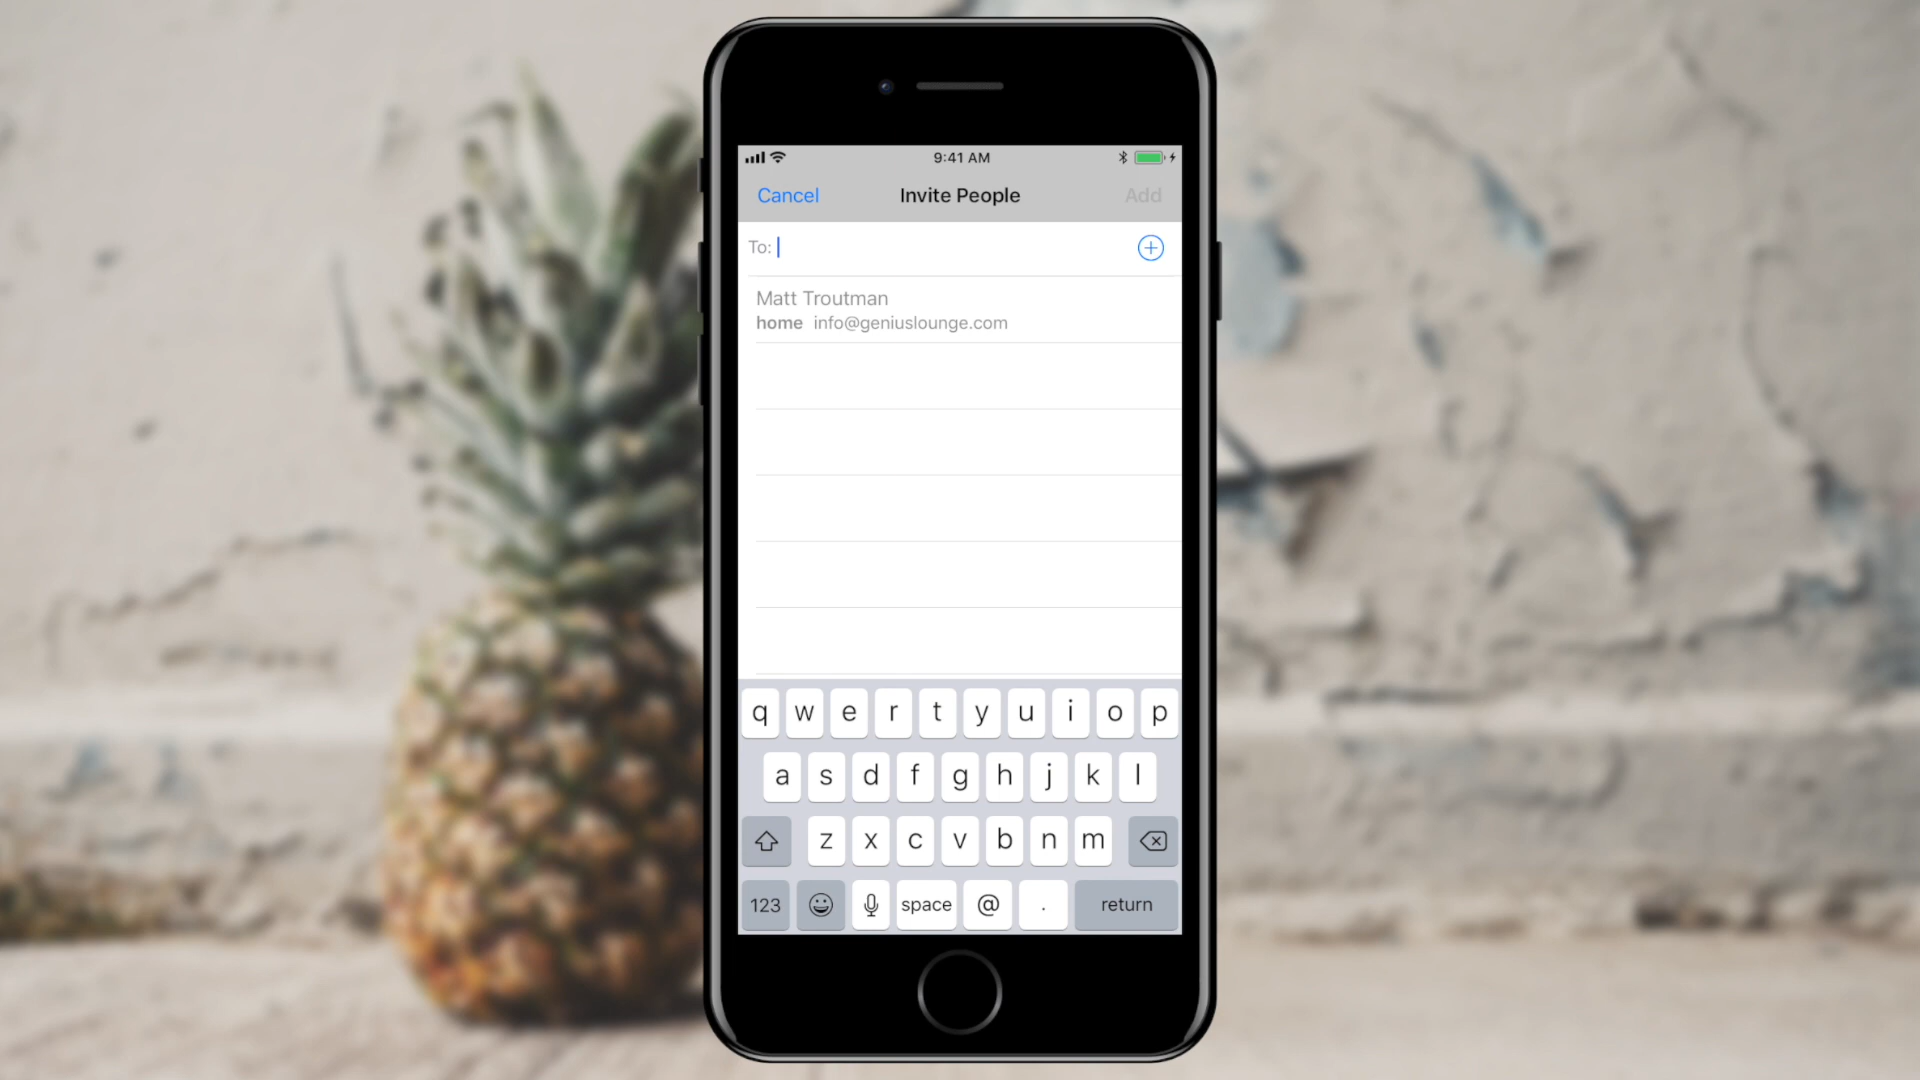 9:41 AM
Cancel Invite People Add
To:
Matt Troutman
home info@geniuslounge.com
q w e r t y u i o p
a s d f g h j k l
z x c v b n m
123 space @ . return